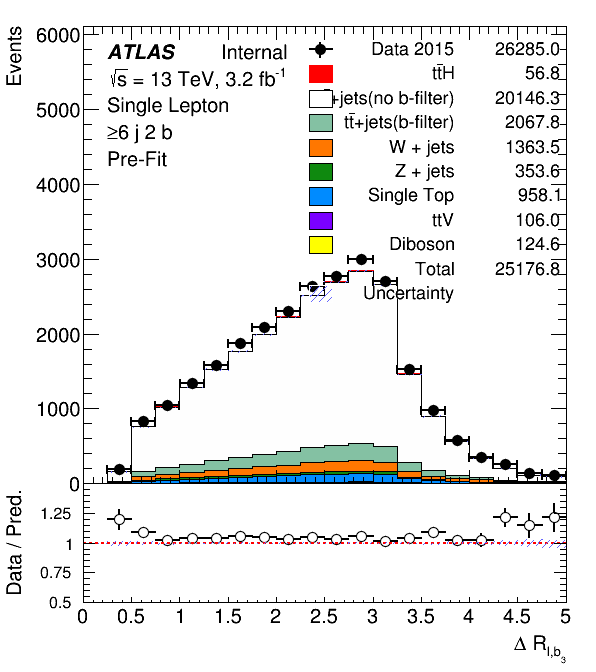 Events
6000
5000
4000
3000
2000
1000
0
ATLAS Internal
√s = 13 TeV, 3.2 fb⁻¹
Single Lepton
≥6 j 2 b
Pre-Fit
Data 2015 26285.0
tt̄H 56.8
+jets(no b-filter) 20146.3
tt̄+jets(b-filter) 2067.8
W + jets 1363.5
Z + jets 353.6
Single Top 958.1
ttV 106.0
Diboson 124.6
Total 25176.8
Uncertainty
Data / Pred.
1.25
1
0.75
0.5
0 0.5 1 1.5 2 2.5 3 3.5 4 4.5 5
Δ R_{l,b_3}